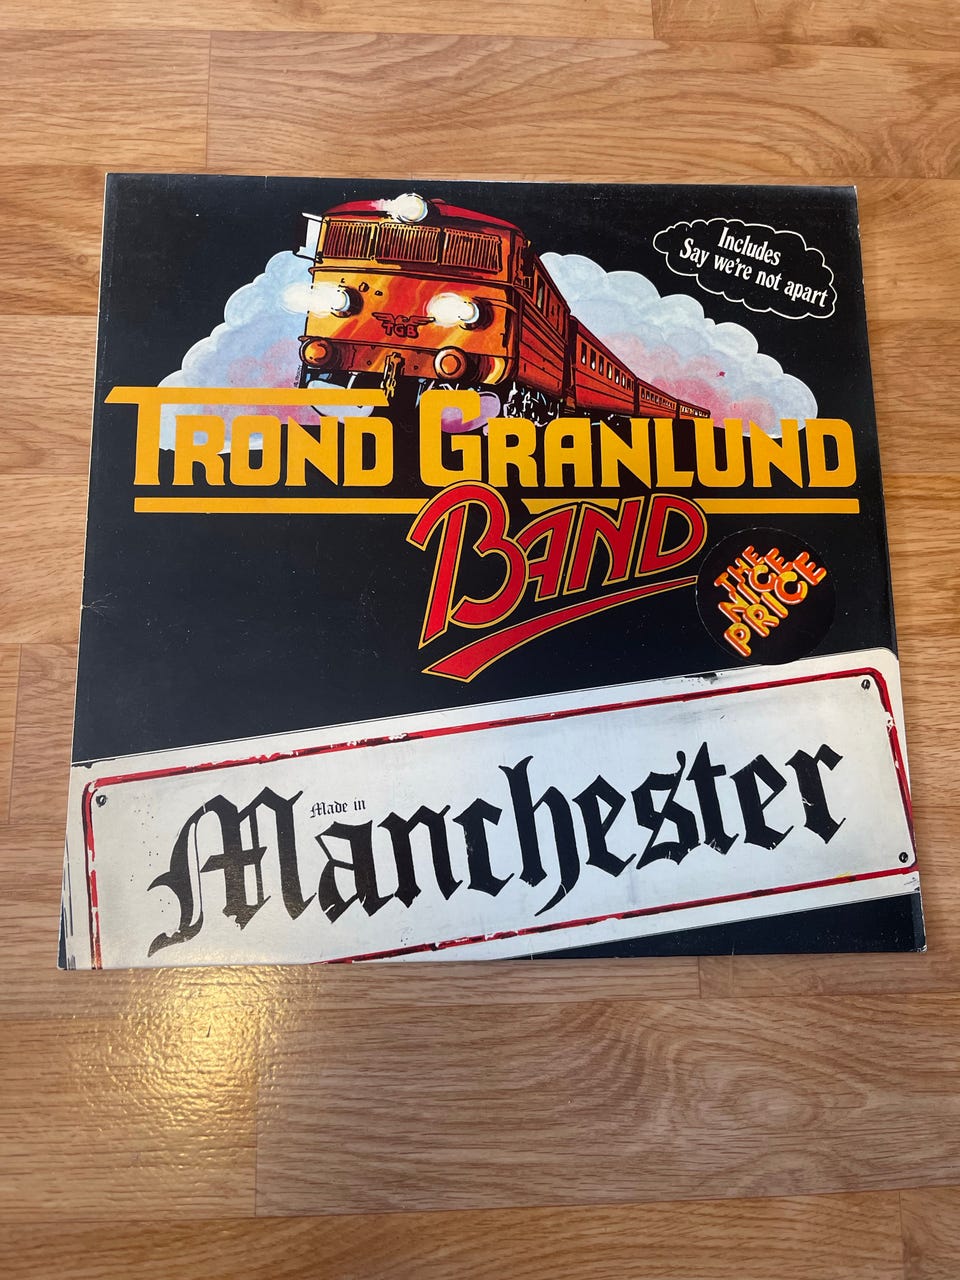 Includes
Say we're not apart
TGB
TROND GRANLUND
BAND
THE
NICE
PRICE
Made in
Manchester